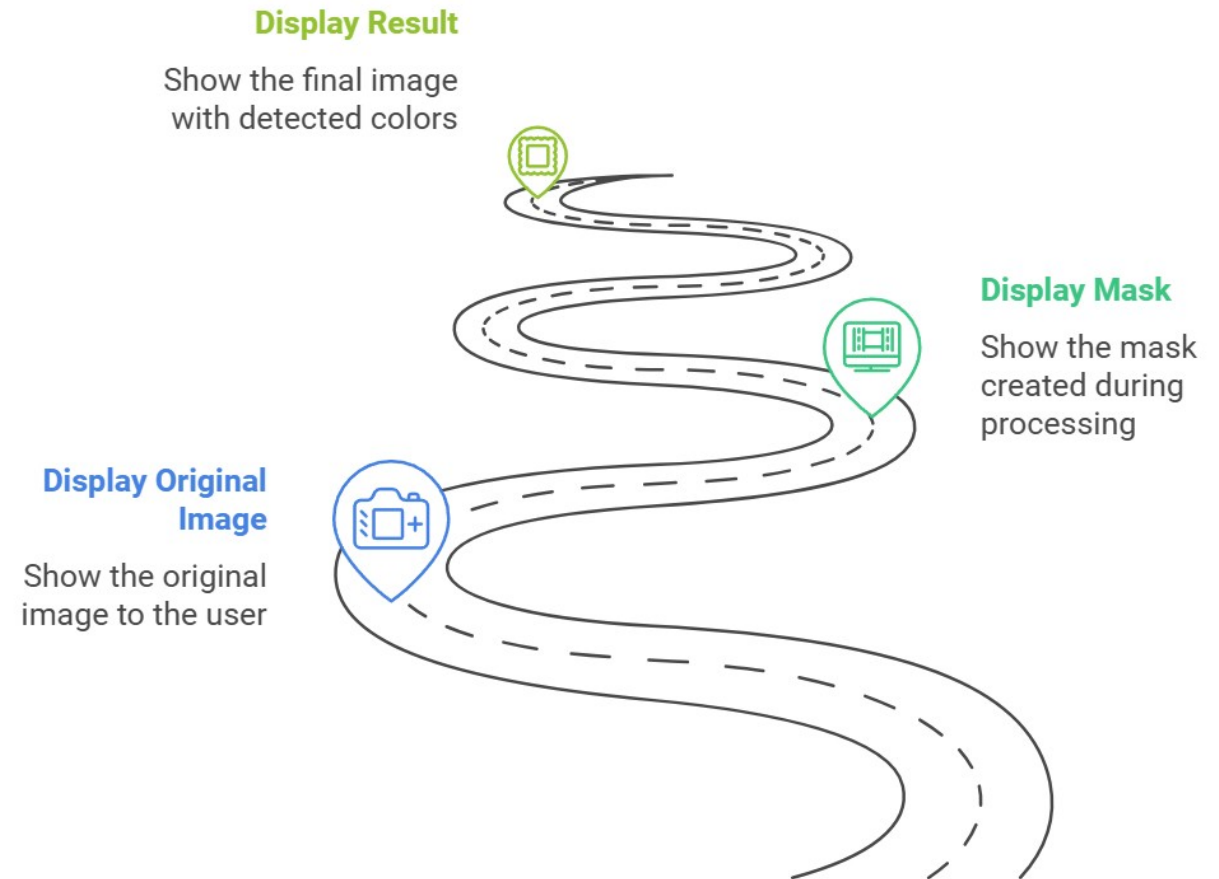 Display Result
Show the final image
with detected colors
Display Mask
Show the mask
created during
processing
Display Original
Image
Show the original
image to the user